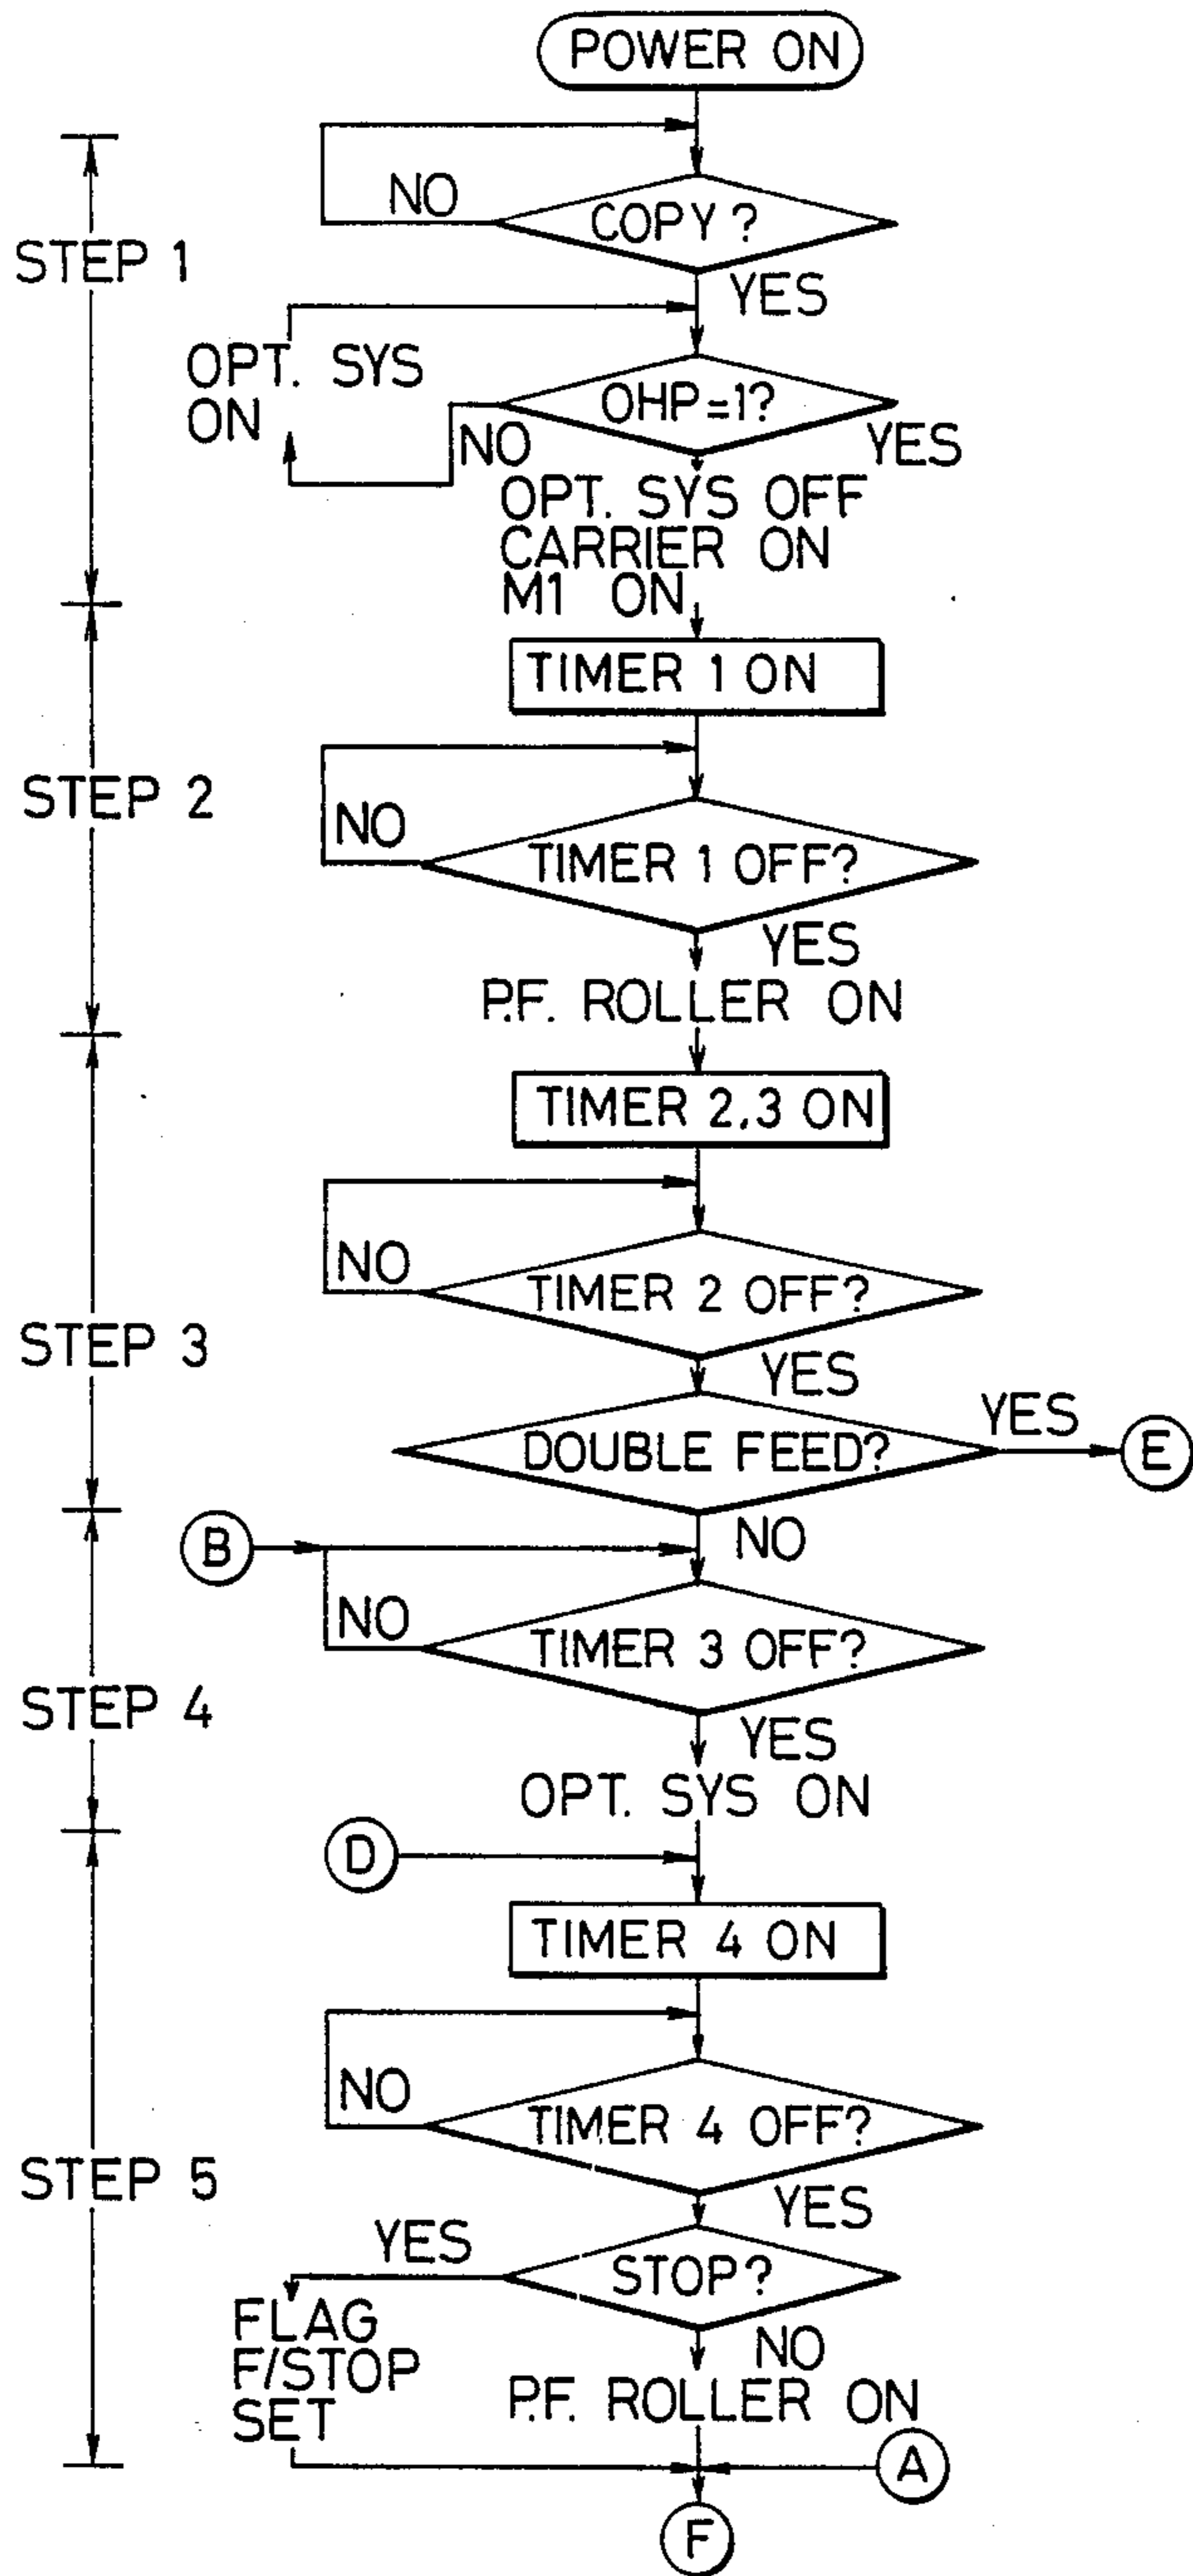 POWER ON
NO
COPY?
STEP 1
YES
OPT. SYS
ON
OHP=1?
NO
YES
OPT. SYS OFF
CARRIER ON
M1 ON
TIMER 1 ON
STEP 2
NO
TIMER 1 OFF?
YES
P.F. ROLLER ON
TIMER 2,3 ON
NO
TIMER 2 OFF?
STEP 3
YES
DOUBLE FEED?
YES
E
B
NO
NO
TIMER 3 OFF?
STEP 4
YES
OPT. SYS ON
D
TIMER 4 ON
NO
TIMER 4 OFF?
STEP 5
YES
YES
STOP?
FLAG
F/STOP
SET
NO
P.F. ROLLER ON
A
F